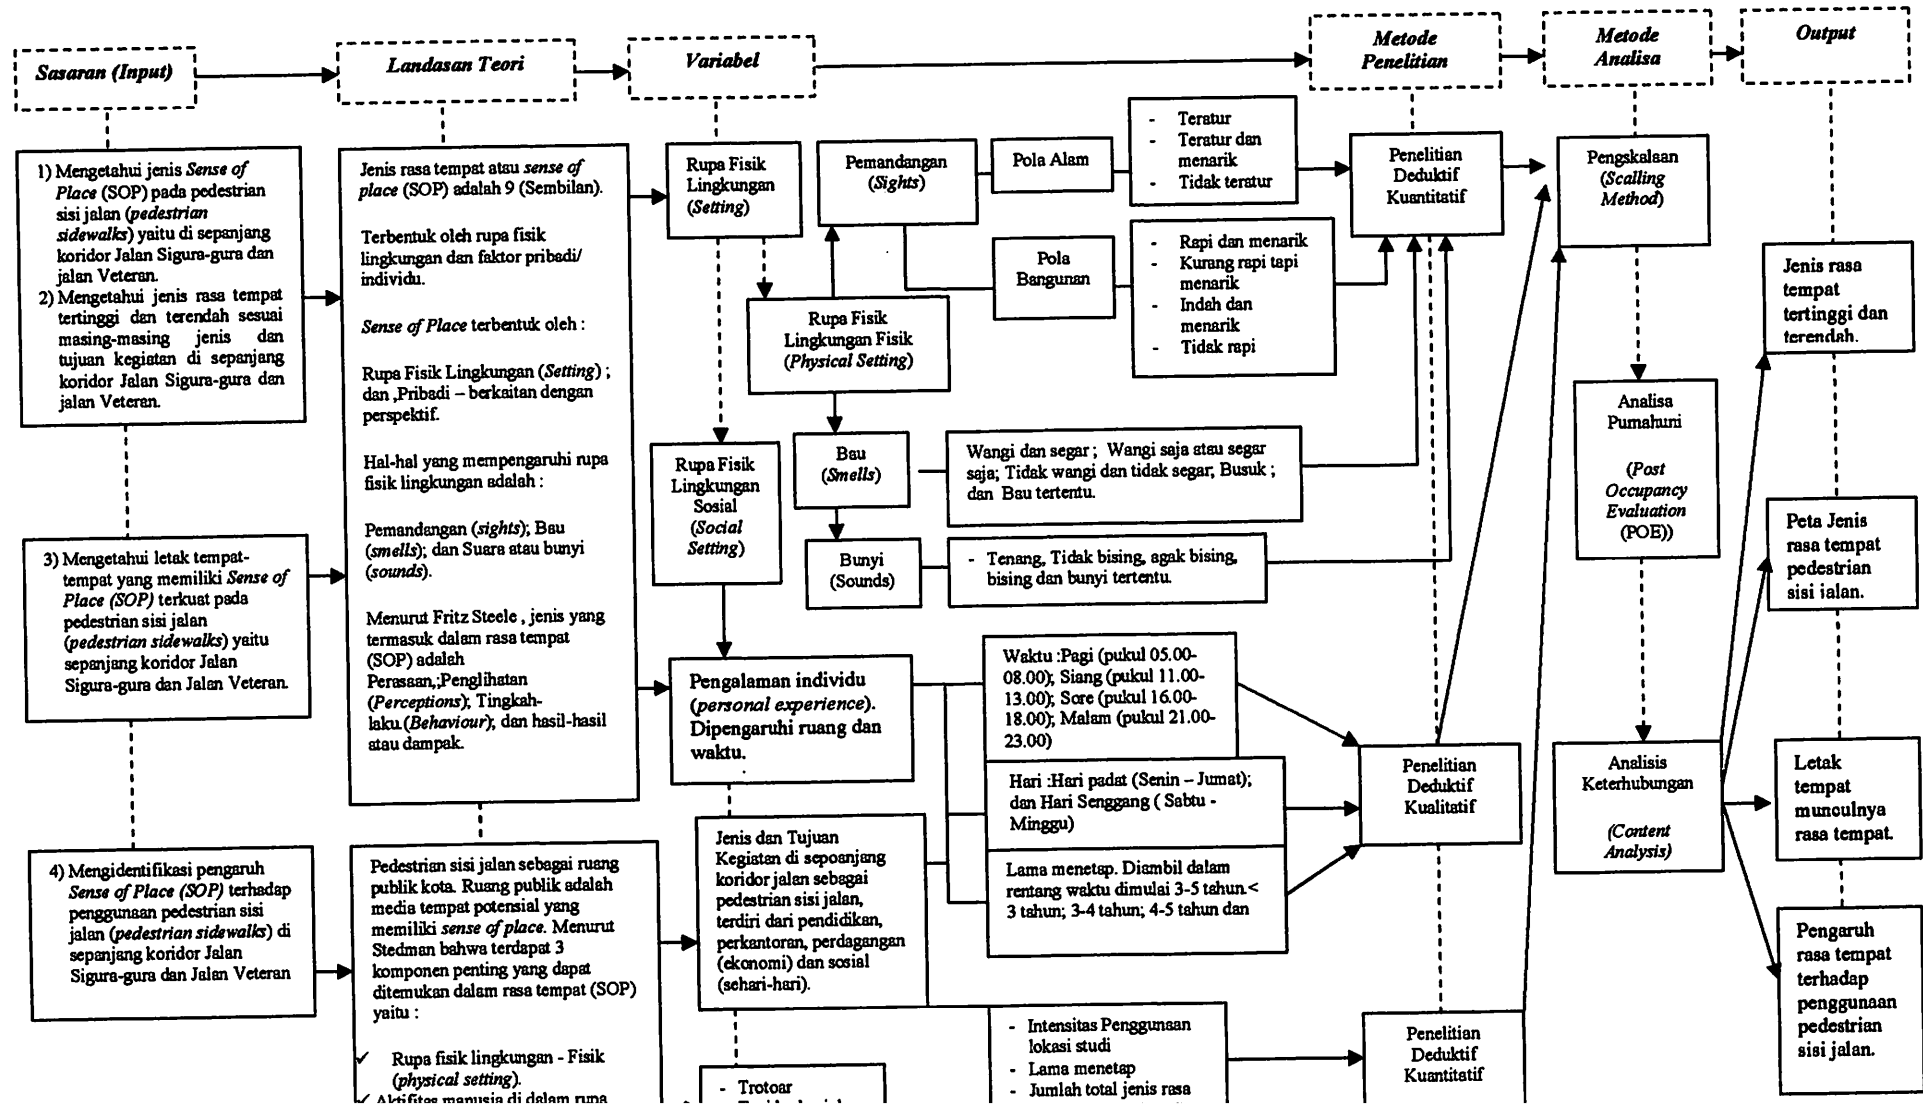 Sasaran (Input)
Landasan Teori
Variabel
Metode
Penelitian
Metode
Analisa
Output
1) Mengetahui jenis Sense of
Place (SOP) pada pedestrian
sisi jalan (pedestrian
sidewalks) yaitu di sepanjang
koridor Jalan Sigura-gura dan
jalan Veteran.
2) Mengetahui jenis rasa tempat
tertinggi dan terendah sesuai
masing-masing jenis dan
tujuan kegiatan di sepanjang
koridor Jalan Sigura-gura dan
jalan Veteran.
3) Mengetahui letak tempat-
tempat yang memiliki Sense of
Place (SOP) terkuat pada
pedestrian sisi jalan
(pedestrian sidewalks) yaitu
sepanjang koridor Jalan
Sigura-gura dan Jalan Veteran.
4) Mengidentifikasi pengaruh
Sense of Place (SOP) terhadap
penggunaan pedestrian sisi
jalan (pedestrian sidewalks) di
sepanjang koridor Jalan
Sigura-gura dan Jalan Veteran
Jenis rasa tempat atau sense of
place (SOP) adalah 9 (Sembilan).
Terbentuk oleh rupa fisik
lingkungan dan faktor pribadi/
individu.
Sense of Place terbentuk oleh :
Rupa Fisik Lingkungan (Setting) ;
dan ,Pribadi – berkaitan dengan
perspektif.
Hal-hal yang mempengaruhi rupa
fisik lingkungan adalah :
Pemandangan (sights); Bau
(smells); dan Suara atau bunyi
(sounds).
Menurut Fritz Steele , jenis yang
termasuk dalam rasa tempat
(SOP) adalah
Perasaan,;Penglihatan
(Perceptions); Tingkah-
laku.(Behaviour); dan hasil-hasil
atau dampak.
Pedestrian sisi jalan sebagai ruang
publik kota. Ruang publik adalah
media tempat potensial yang
memiliki sense of place. Menurut
Stedman bahwa terdapat 3
komponen penting yang dapat
ditemukan dalam rasa tempat (SOP)
yaitu :
✓ Rupa fisik lingkungan - Fisik
(physical setting).
✓ Aktifitas manusia di dalam rupa
Rupa Fisik
Lingkungan
(Setting)
Pemandangan
(Sights)
Pola Alam
- Teratur
- Teratur dan
menarik
- Tidak teratur
Pola
Bangunan
- Rapi dan menarik
- Kurang rapi tapi
menarik
- Indah dan
menarik
- Tidak rapi
Rupa Fisik
Lingkungan Fisik
(Physical Setting)
Rupa Fisik
Lingkungan
Sosial
(Social
Setting)
Bau
(Smells)
Wangi dan segar ; Wangi saja atau segar
saja; Tidak wangi dan tidak segar; Busuk ;
dan Bau tertentu.
Bunyi
(Sounds)
- Tenang, Tidak bising, agak bising,
bising dan bunyi tertentu.
Pengalaman individu
(personal experience).
Dipengaruhi ruang dan
waktu.
Waktu :Pagi (pukul 05.00-
08.00); Siang (pukul 11.00-
13.00); Sore (pukul 16.00-
18.00); Malam (pukul 21.00-
23.00)
Hari :Hari padat (Senin – Jumat);
dan Hari Senggang ( Sabtu -
Minggu)
Lama menetap. Diambil dalam
rentang waktu dimulai 3-5 tahun.<
3 tahun; 3-4 tahun; 4-5 tahun dan
Jenis dan Tujuan
Kegiatan di sepoanjang
koridor jalan sebagai
pedestrian sisi jalan,
terdiri dari pendidikan,
perkantoran, perdagangan
(ekonomi) dan sosial
(sehari-hari).
- Intensitas Penggunaan
lokasi studi
- Lama menetap
- Jumlah total jenis rasa
- Trotoar
Penelitian
Deduktif
Kuantitatif
Penelitian
Deduktif
Kualitatif
Penelitian
Deduktif
Kuantitatif
Pengskalaan
(Scalling
Method)
Analisa
Purnahuni
(Post
Occupancy
Evaluation
(POE))
Analisis
Keterhubungan
(Content
Analysis)
Jenis rasa
tempat
tertinggi dan
terendah.
Peta Jenis
rasa tempat
pedestrian
sisi jalan.
Letak
tempat
munculnya
rasa tempat.
Pengaruh
rasa tempat
terhadap
penggunaan
pedestrian
sisi jalan.